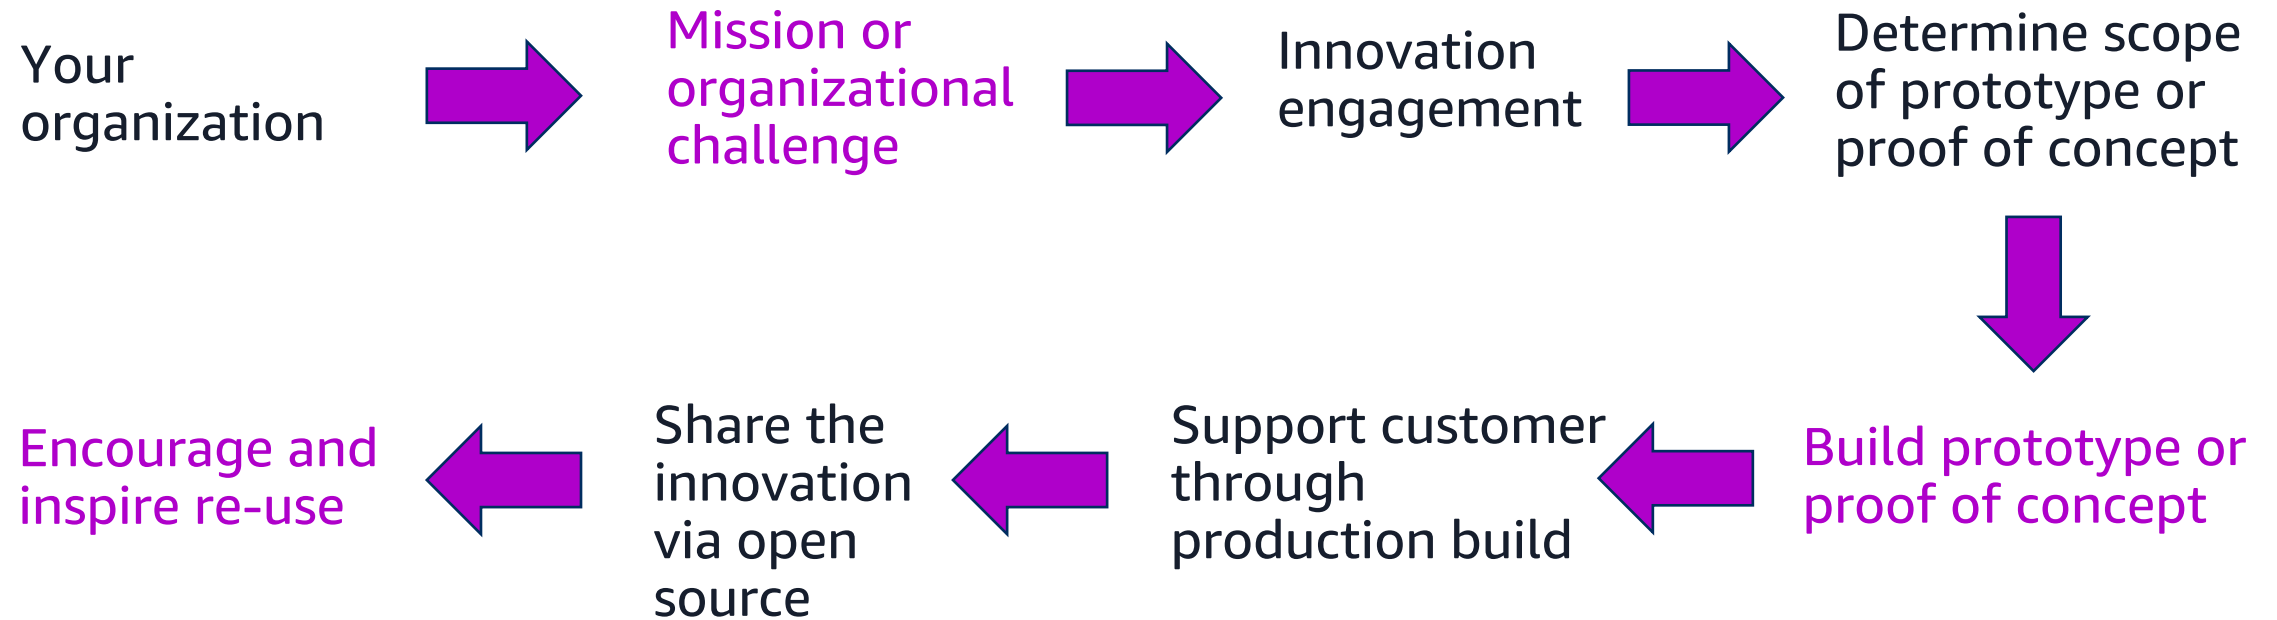 Your
organization
Mission or
organizational
challenge
Innovation
engagement
Determine scope
of prototype or
proof of concept
Build prototype or
proof of concept
Support customer
through
production build
Share the
innovation
via open
source
Encourage and
inspire re-use